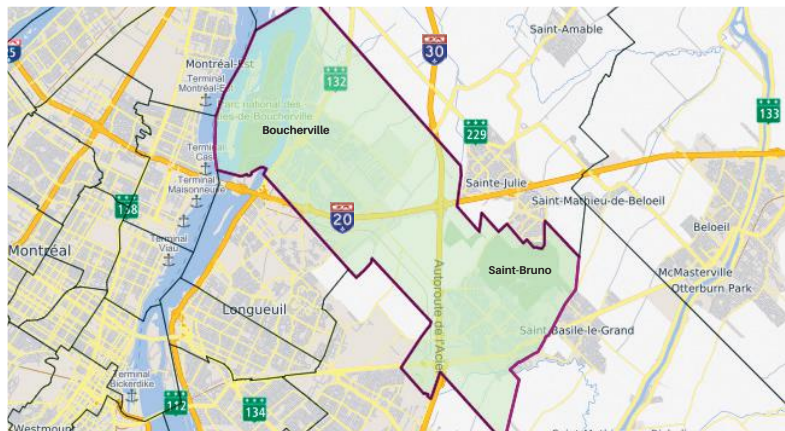 Saint-Amable
30
Montréal-Est
Terminal
Montréal-Est
132
Parc national des
Îles-de-Boucherville
Boucherville
133
229
Terminal
Sainte-Julie
Terminal
Maisonneuve
Saint-Mathieu-de-Beloeil
20
Beloeil
Terminal
Viau
Montréal
Saint-Bruno
McMasterville
Otterburn Park
Longueuil
Autoroute de l'Acier
Saint-Basile-le-Grand
Terminal
Bickerdike
112
134
Westmount